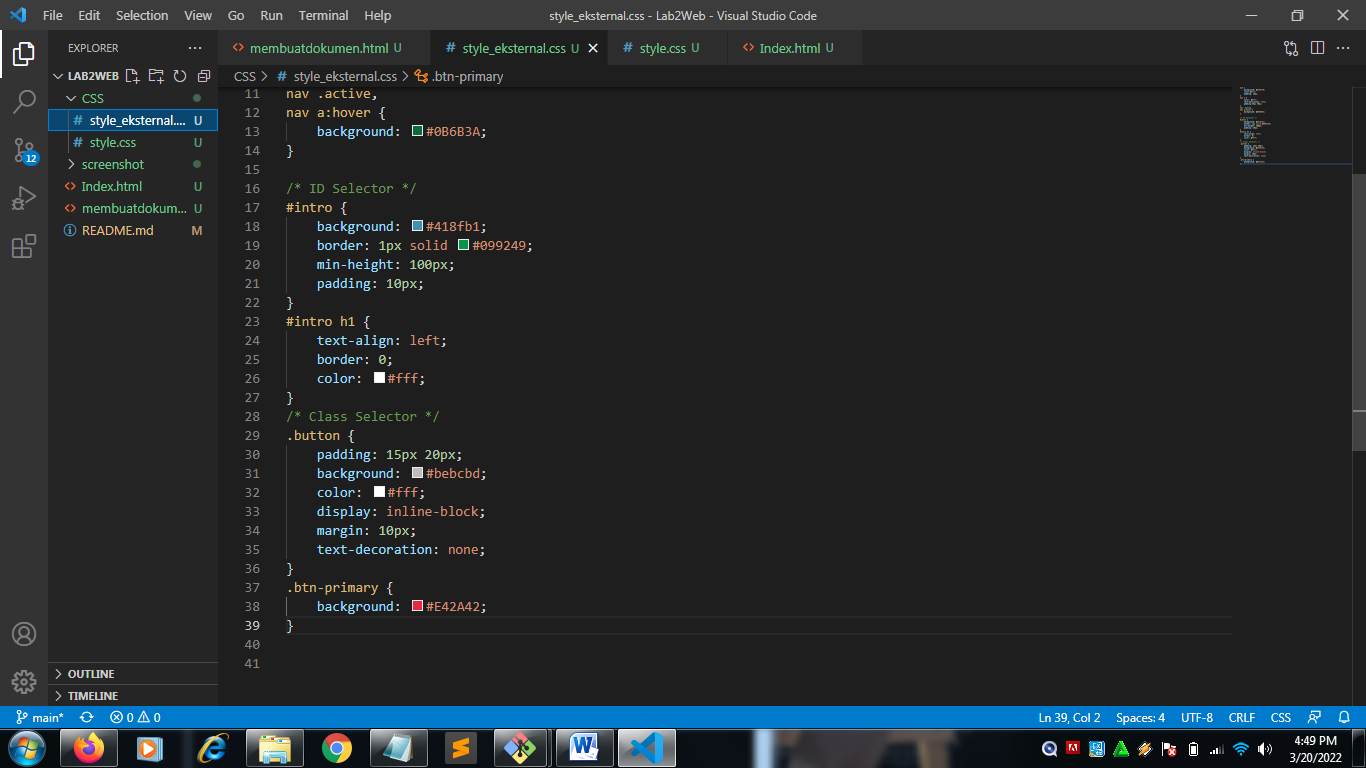 File Edit Selection View Go Run Terminal Help style_eksternal.css - Lab2Web - Visual Studio Code
EXPLORER
LAB2WEB
CSS
style_eksternal.... U
style.css U
screenshot
Index.html U
membuatdokum... U
README.md M
OUTLINE
TIMELINE
12
membuatdokumen.html U # style_eksternal.css U # style.css U Index.html U
CSS > # style_eksternal.css > .btn-primary
11 nav .active,
12 nav a:hover {
13 background: #0B6B3A;
14 }
15
16 /* ID Selector */
17 #intro {
18 background: #418fb1;
19 border: 1px solid #099249;
20 min-height: 100px;
21 padding: 10px;
22 }
23 #intro h1 {
24 text-align: left;
25 border: 0;
26 color: #fff;
27 }
28 /* Class Selector */
29 .button {
30 padding: 15px 20px;
31 background: #bebcbd;
32 color: #fff;
33 display: inline-block;
34 margin: 10px;
35 text-decoration: none;
36 }
37 .btn-primary {
38 background: #E42A42;
39 }
40
41
main* 0 0 Ln 39, Col 2 Spaces: 4 UTF-8 CRLF CSS
4:49 PM
3/20/2022